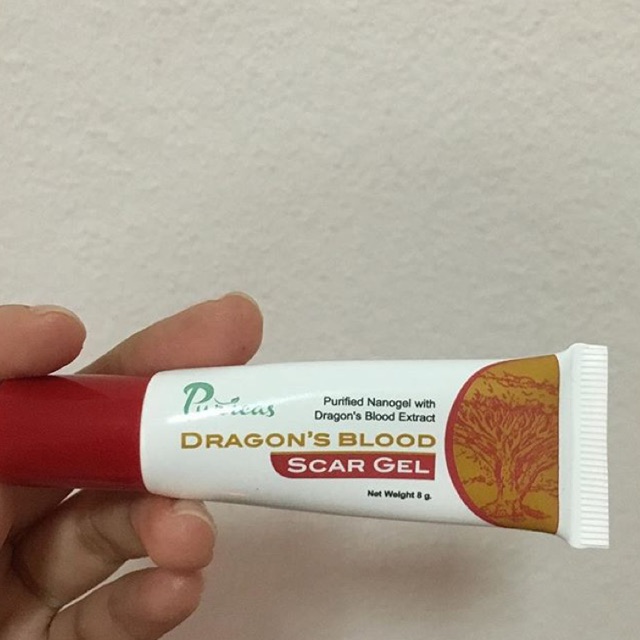 Puricas
Purified Nanogel with
Dragon's Blood Extract
DRAGON'S BLOOD
SCAR GEL
Net Weight 8 g.